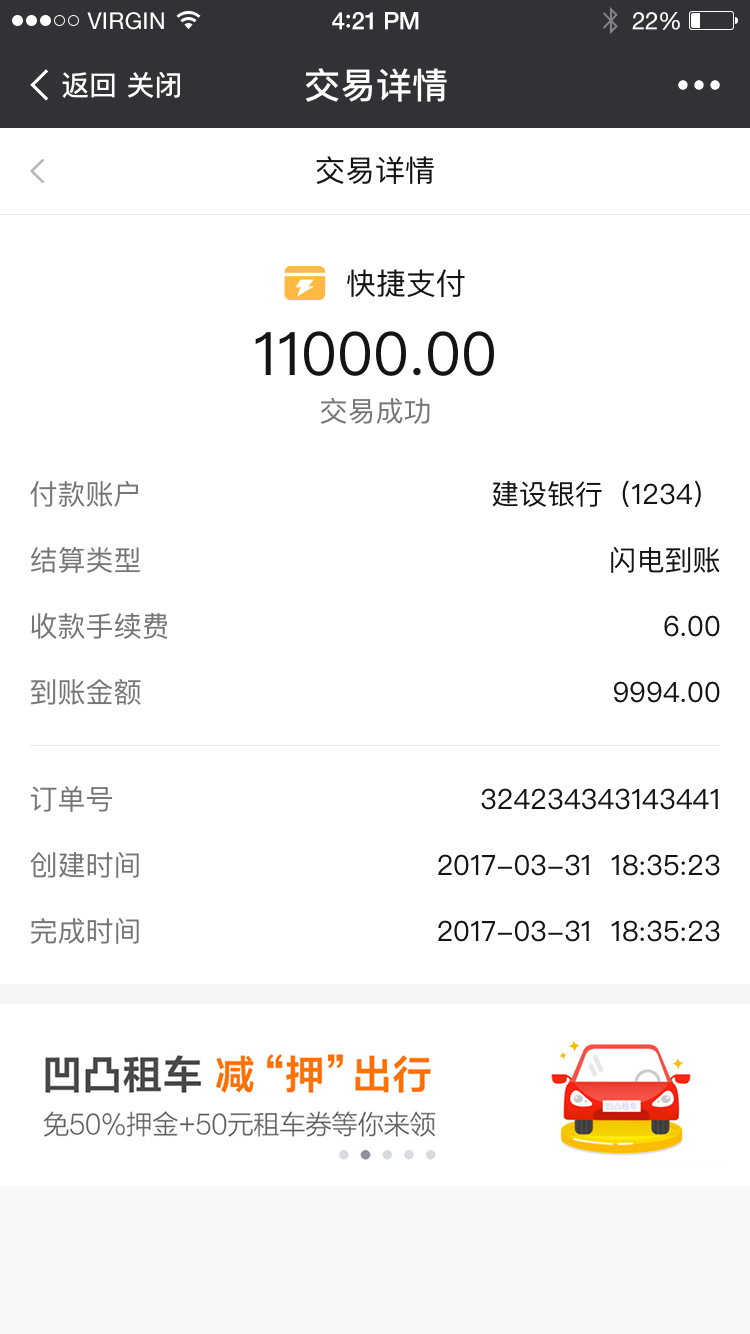 VIRGIN 4:21 PM 22%
返回 关闭 交易详情
交易详情
快捷支付
11000.00
交易成功
付款账户 建设银行（1234）
结算类型 闪电到账
收款手续费 6.00
到账金额 9994.00
订单号 324234343143441
创建时间 2017-03-31 18:35:23
完成时间 2017-03-31 18:35:23
凹凸租车 减“押”出行
免50%押金+50元租车券等你来领
凹凸租车